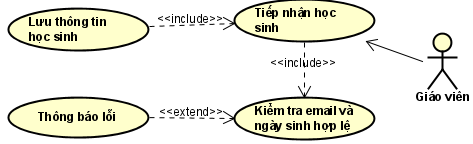 Lưu thông tin
học sinh
<<include>>
Tiếp nhận học
sinh
<<include>>
Giáo viên
Thông báo lỗi
<<extend>>
Kiểm tra email và
ngày sinh hợp lệ